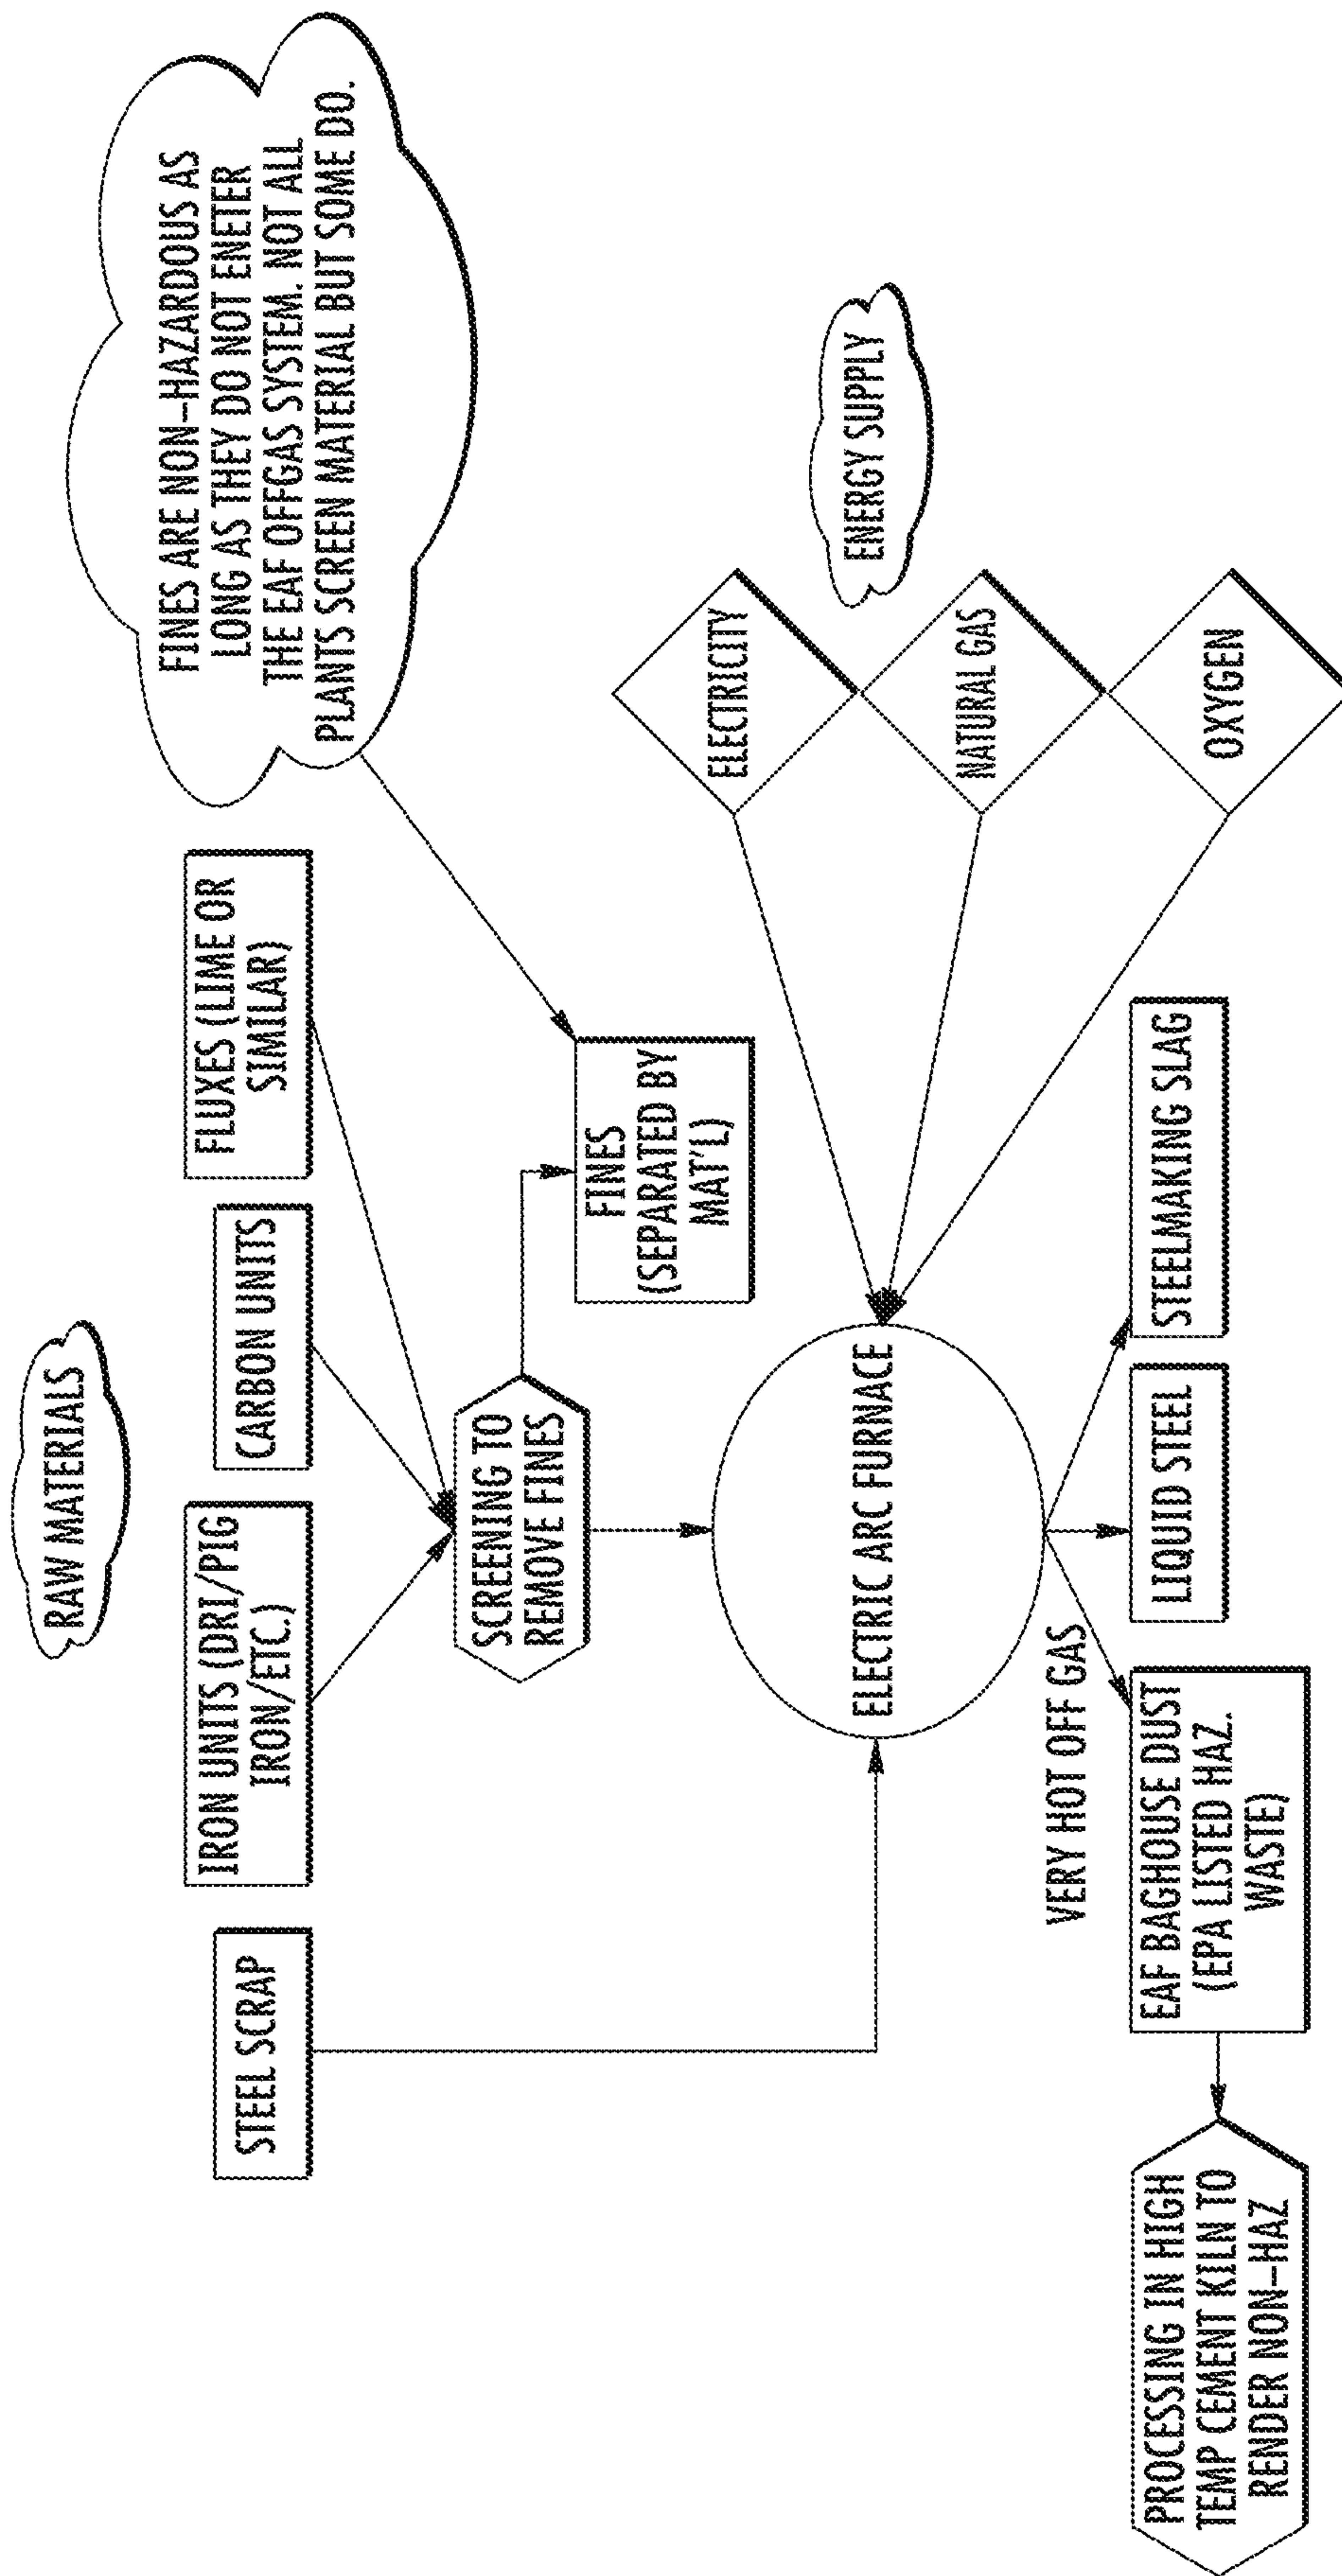 RAW MATERIALS
FINES ARE NON-HAZARDOUS AS
LONG AS THEY DO NOT ENETER
THE EAF OFFGAS SYSTEM. NOT ALL
PLANTS SCREEN MATERIAL BUT SOME DO.
STEEL SCRAP
IRON UNITS (DRI/PIG
IRON/ETC.)
CARBON UNITS
FLUXES (LIME OR
SIMILAR)
SCREENING TO
REMOVE FINES
FINES
(SEPARATED BY
MAT'L)
ENERGY SUPPLY
ELECTRICITY
NATURAL GAS
OXYGEN
ELECTRIC ARC FURNACE
VERY HOT OFF GAS
PROCESSING IN HIGH
TEMP CEMENT KILN TO
RENDER NON-HAZ
EAF BAGHOUSE DUST
(EPA LISTED HAZ.
WASTE)
LIQUID STEEL
STEELMAKING SLAG